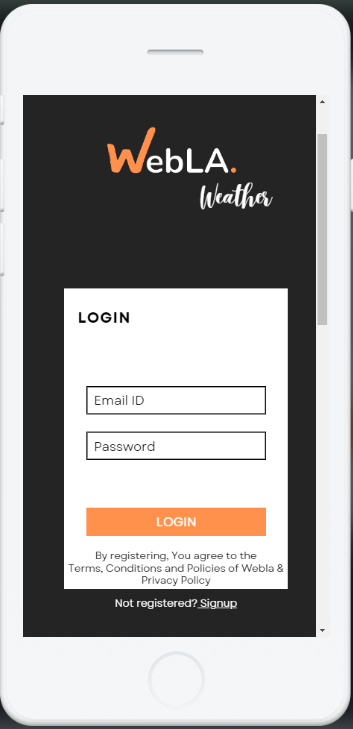 WebLA.
Weather
LOGIN
Email ID
Password
LOGIN
By registering, You agree to the
Terms, Conditions and Policies of Webla &
Privacy Policy
Not registered? Signup